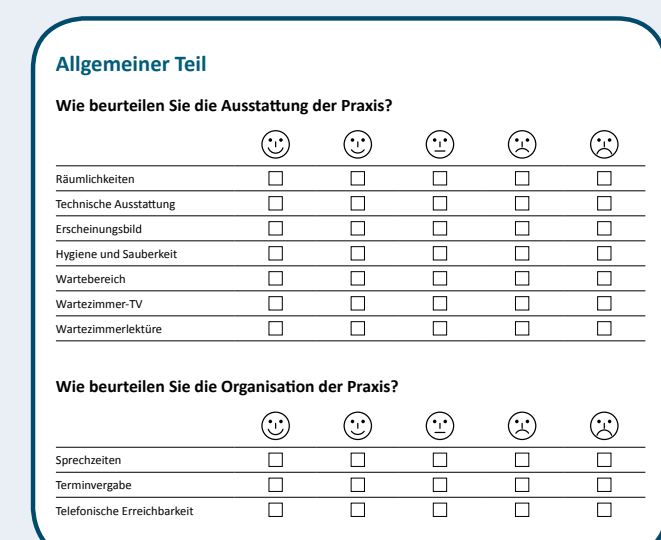 Allgemeiner Teil
Wie beurteilen Sie die Ausstattung der Praxis?
Räumlichkeiten
Technische Ausstattung
Erscheinungsbild
Hygiene und Sauberkeit
Wartebereich
Wartezimmer-TV
Wartezimmerlektüre
Wie beurteilen Sie die Organisation der Praxis?
Sprechzeiten
Terminvergabe
Telefonische Erreichbarkeit